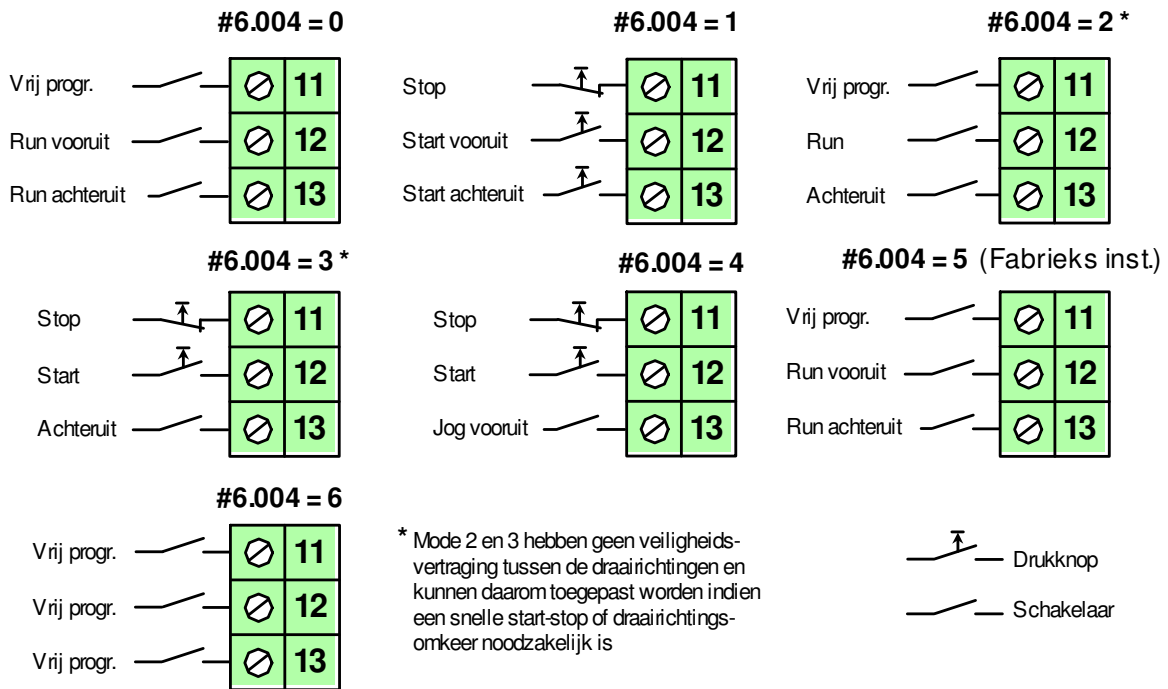 #6.004 = 0
Vrij progr. 11
Run vooruit 12
Run achteruit 13
#6.004 = 1
Stop 11
Start vooruit 12
Start achteruit 13
#6.004 = 2 *
Vrij progr. 11
Run 12
Achteruit 13
#6.004 = 3 *
Stop 11
Start 12
Achteruit 13
#6.004 = 4
Stop 11
Start 12
Jog vooruit 13
#6.004 = 5 (Fabrieks inst.)
Vrij progr. 11
Run vooruit 12
Run achteruit 13
#6.004 = 6
Vrij progr. 11
Vrij progr. 12
Vrij progr. 13
* Mode 2 en 3 hebben geen veiligheids-
vertraging tussen de draairichtingen en
kunnen daarom toegepast worden indien
een snelle start-stop of draairichtings-
omkeer noodzakelijk is
Drukknop
Schakelaar